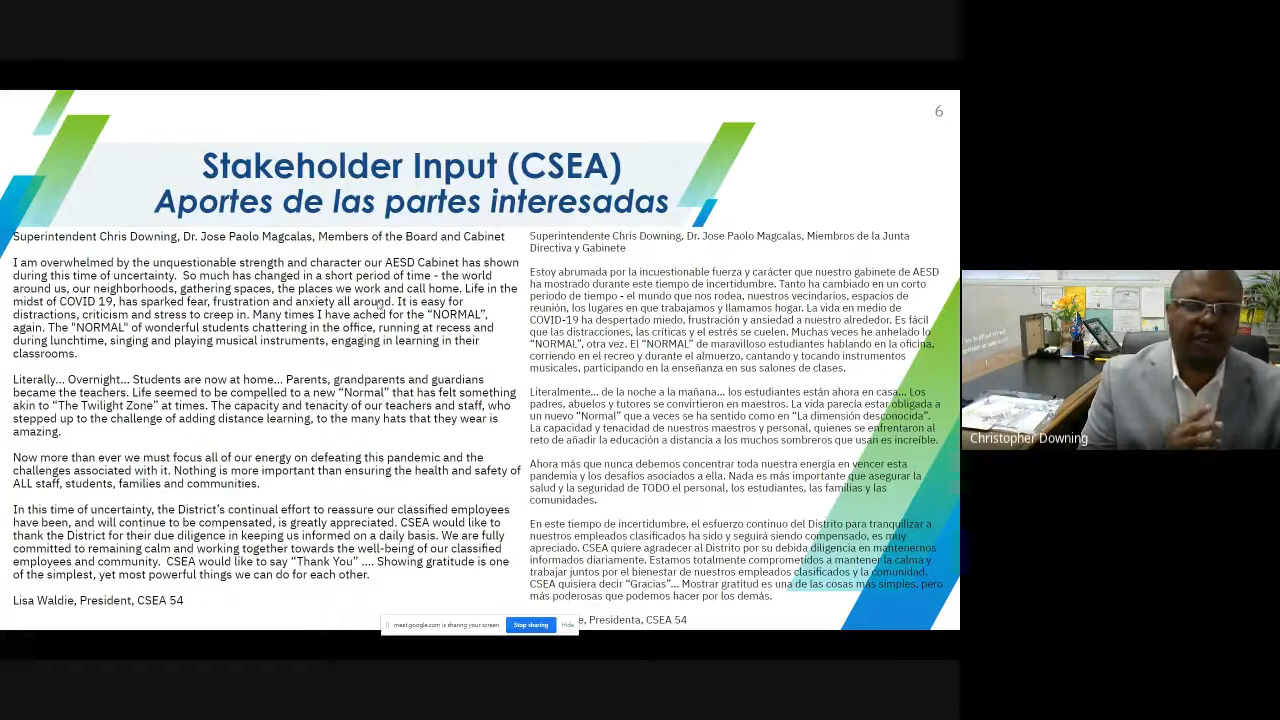 6
Stakeholder Input (CSEA)
Aportes de las partes interesadas
Superintendent Chris Downing, Dr. Jose Paolo Magcalas, Members of the Board and Cabinet
I am overwhelmed by the unquestionable strength and character our AESD Cabinet has shown
during this time of uncertainty. So much has changed in a short period of time - the world
around us, our neighborhoods, gathering spaces, the places we work and call home. Life in the
midst of COVID 19, has sparked fear, frustration and anxiety all around. It is easy for
distractions, criticism and stress to creep in. Many times I have ached for the “NORMAL”,
again. The "NORMAL" of wonderful students chattering in the office, running at recess and
during lunchtime, singing and playing musical instruments, engaging in learning in their
classrooms.
Literally... Overnight... Students are now at home... Parents, grandparents and guardians
became the teachers. Life seemed to be compelled to a new “Normal” that has felt something
akin to “The Twilight Zone” at times. The capacity and tenacity of our teachers and staff, who
stepped up to the challenge of adding distance learning, to the many hats that they wear is
amazing.
Now more than ever we must focus all of our energy on defeating this pandemic and the
challenges associated with it. Nothing is more important than ensuring the health and safety of
ALL staff, students, families and communities.
In this time of uncertainty, the District’s continual effort to reassure our classified employees
have been, and will continue to be compensated, is greatly appreciated. CSEA would like to
thank the District for their due diligence in keeping us informed on a daily basis. We are fully
committed to remaining calm and working together towards the well-being of our classified
employees and community. CSEA would like to say “Thank You” .... Showing gratitude is one
of the simplest, yet most powerful things we can do for each other.
Lisa Waldie, President, CSEA 54
Superintendente Chris Downing, Dr. Jose Paolo Magcalas, Miembros de la Junta
Directiva y Gabinete
Estoy abrumada por la incuestionable fuerza y carácter que nuestro gabinete de AESD
ha mostrado durante este tiempo de incertidumbre. Tanto ha cambiado en un corto
periodo de tiempo - el mundo que nos rodea, nuestros vecindarios, espacios de
reunión, los lugares en que trabajamos y llamamos hogar. La vida en medio de
COVID-19 ha despertado miedo, frustración y ansiedad a nuestro alrededor. Es fácil
que las distracciones, las críticas y el estrés se cuelen. Muchas veces he anhelado lo
“NORMAL”, otra vez. El “NORMAL” de maravilloso estudiantes hablando en la oficina,
corriendo en el recreo y durante el almuerzo, cantando y tocando instrumentos
musicales, participando en la enseñanza en sus salones de clases.
Literalmente... de la noche a la mañana... los estudiantes están ahora en casa... Los
padres, abuelos y tutores se convirtieron en maestros. La vida parecía estar obligada a
un nuevo “Normal” que a veces se ha sentido como en “La dimensión desconocida”.
La capacidad y tenacidad de nuestros maestros y personal, quienes se enfrentaron al
reto de añadir la educación a distancia a los muchos sombreros que usan es increíble.
Ahora más que nunca debemos concentrar toda nuestra energía en vencer esta
pandemia y los desafíos asociados a ella. Nada es más importante que asegurar la
salud y la seguridad de TODO el personal, los estudiantes, las familias y las
comunidades.
En este tiempo de incertidumbre, el esfuerzo continuo del Distrito para tranquilizar a
nuestros empleados clasificados ha sido y seguirá siendo compensado, es muy
apreciado. CSEA quiere agradecer al Distrito por su debida diligencia en mantenernos
informados diariamente. Estamos totalmente comprometidos a mantener la calma y
trabajar juntos por el bienestar de nuestros empleados clasificados y la comunidad.
CSEA quisiera decir “Gracias”... Mostrar gratitud es una de las cosas más simples, pero
más poderosas que podemos hacer por los demás.
e, Presidenta, CSEA 54
meet.google.com is sharing your screen.
Stop sharing
Hide
Christopher Downing